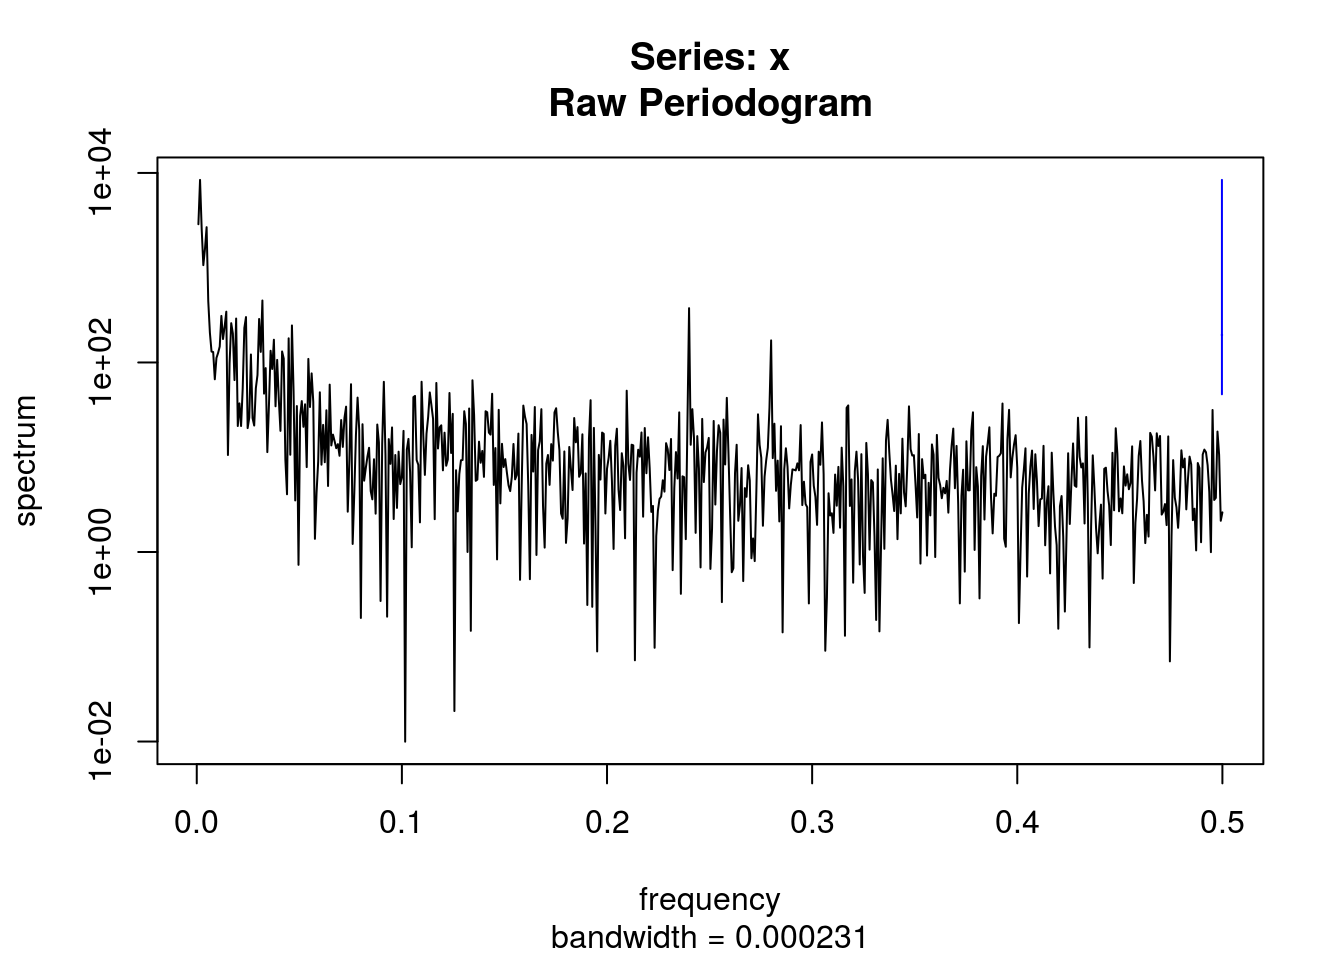 Series: x
Raw Periodogram
1e+04
1e+02
1e+00
1e-02
spectrum
0.0 0.1 0.2 0.3 0.4 0.5
frequency
bandwidth = 0.000231